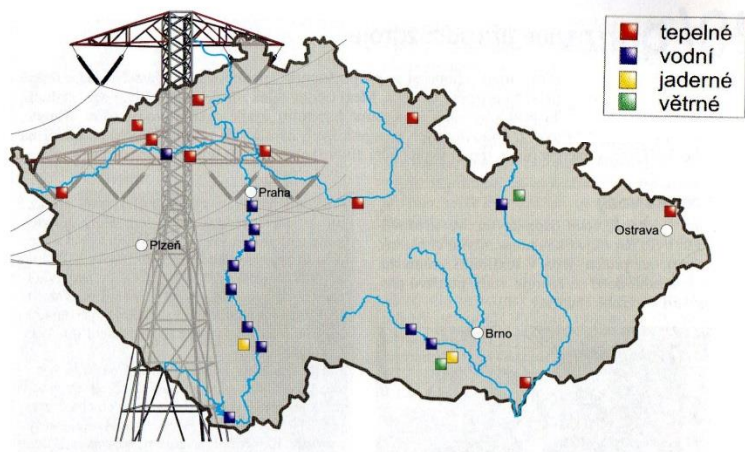 tepelné
vodní
jaderné
větrné
Praha
Plzeň
Ostrava
Brno